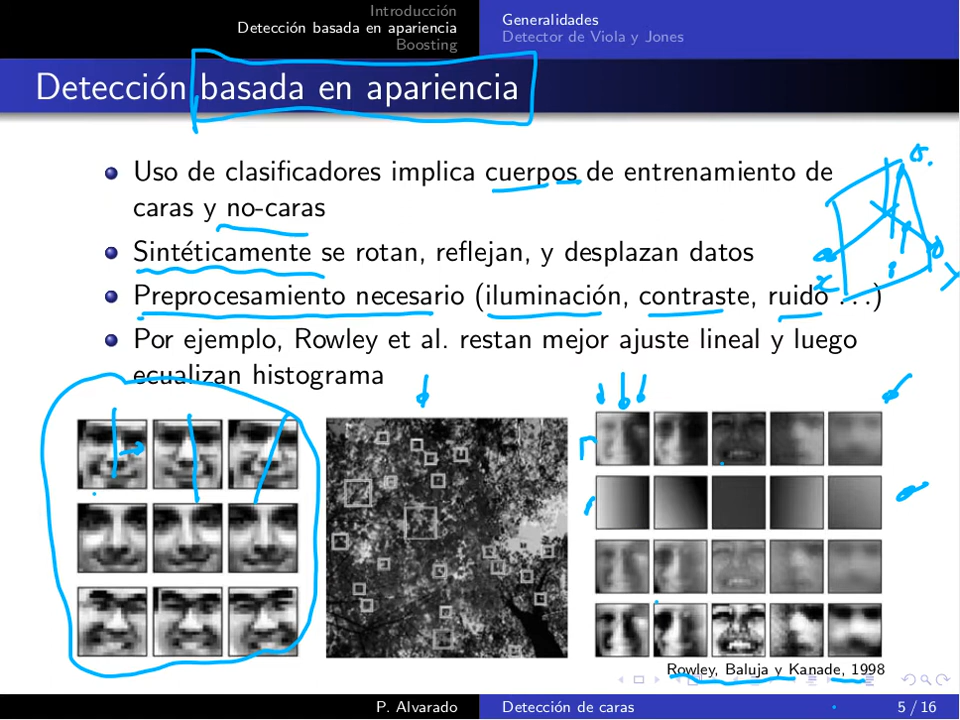 Introducción
Detección basada en apariencia
Boosting
Generalidades
Detector de Viola y Jones
Detección basada en apariencia
Uso de clasificadores implica cuerpos de entrenamiento de
caras y no-caras
Sintéticamente se rotan, reflejan, y desplazan datos
Preprocesamiento necesario (iluminación, contraste, ruido ...)
Por ejemplo, Rowley et al. restan mejor ajuste lineal y luego
ecualizan histograma
Rowley, Baluja y Kanade, 1998
P. Alvarado
Detección de caras
5 / 16